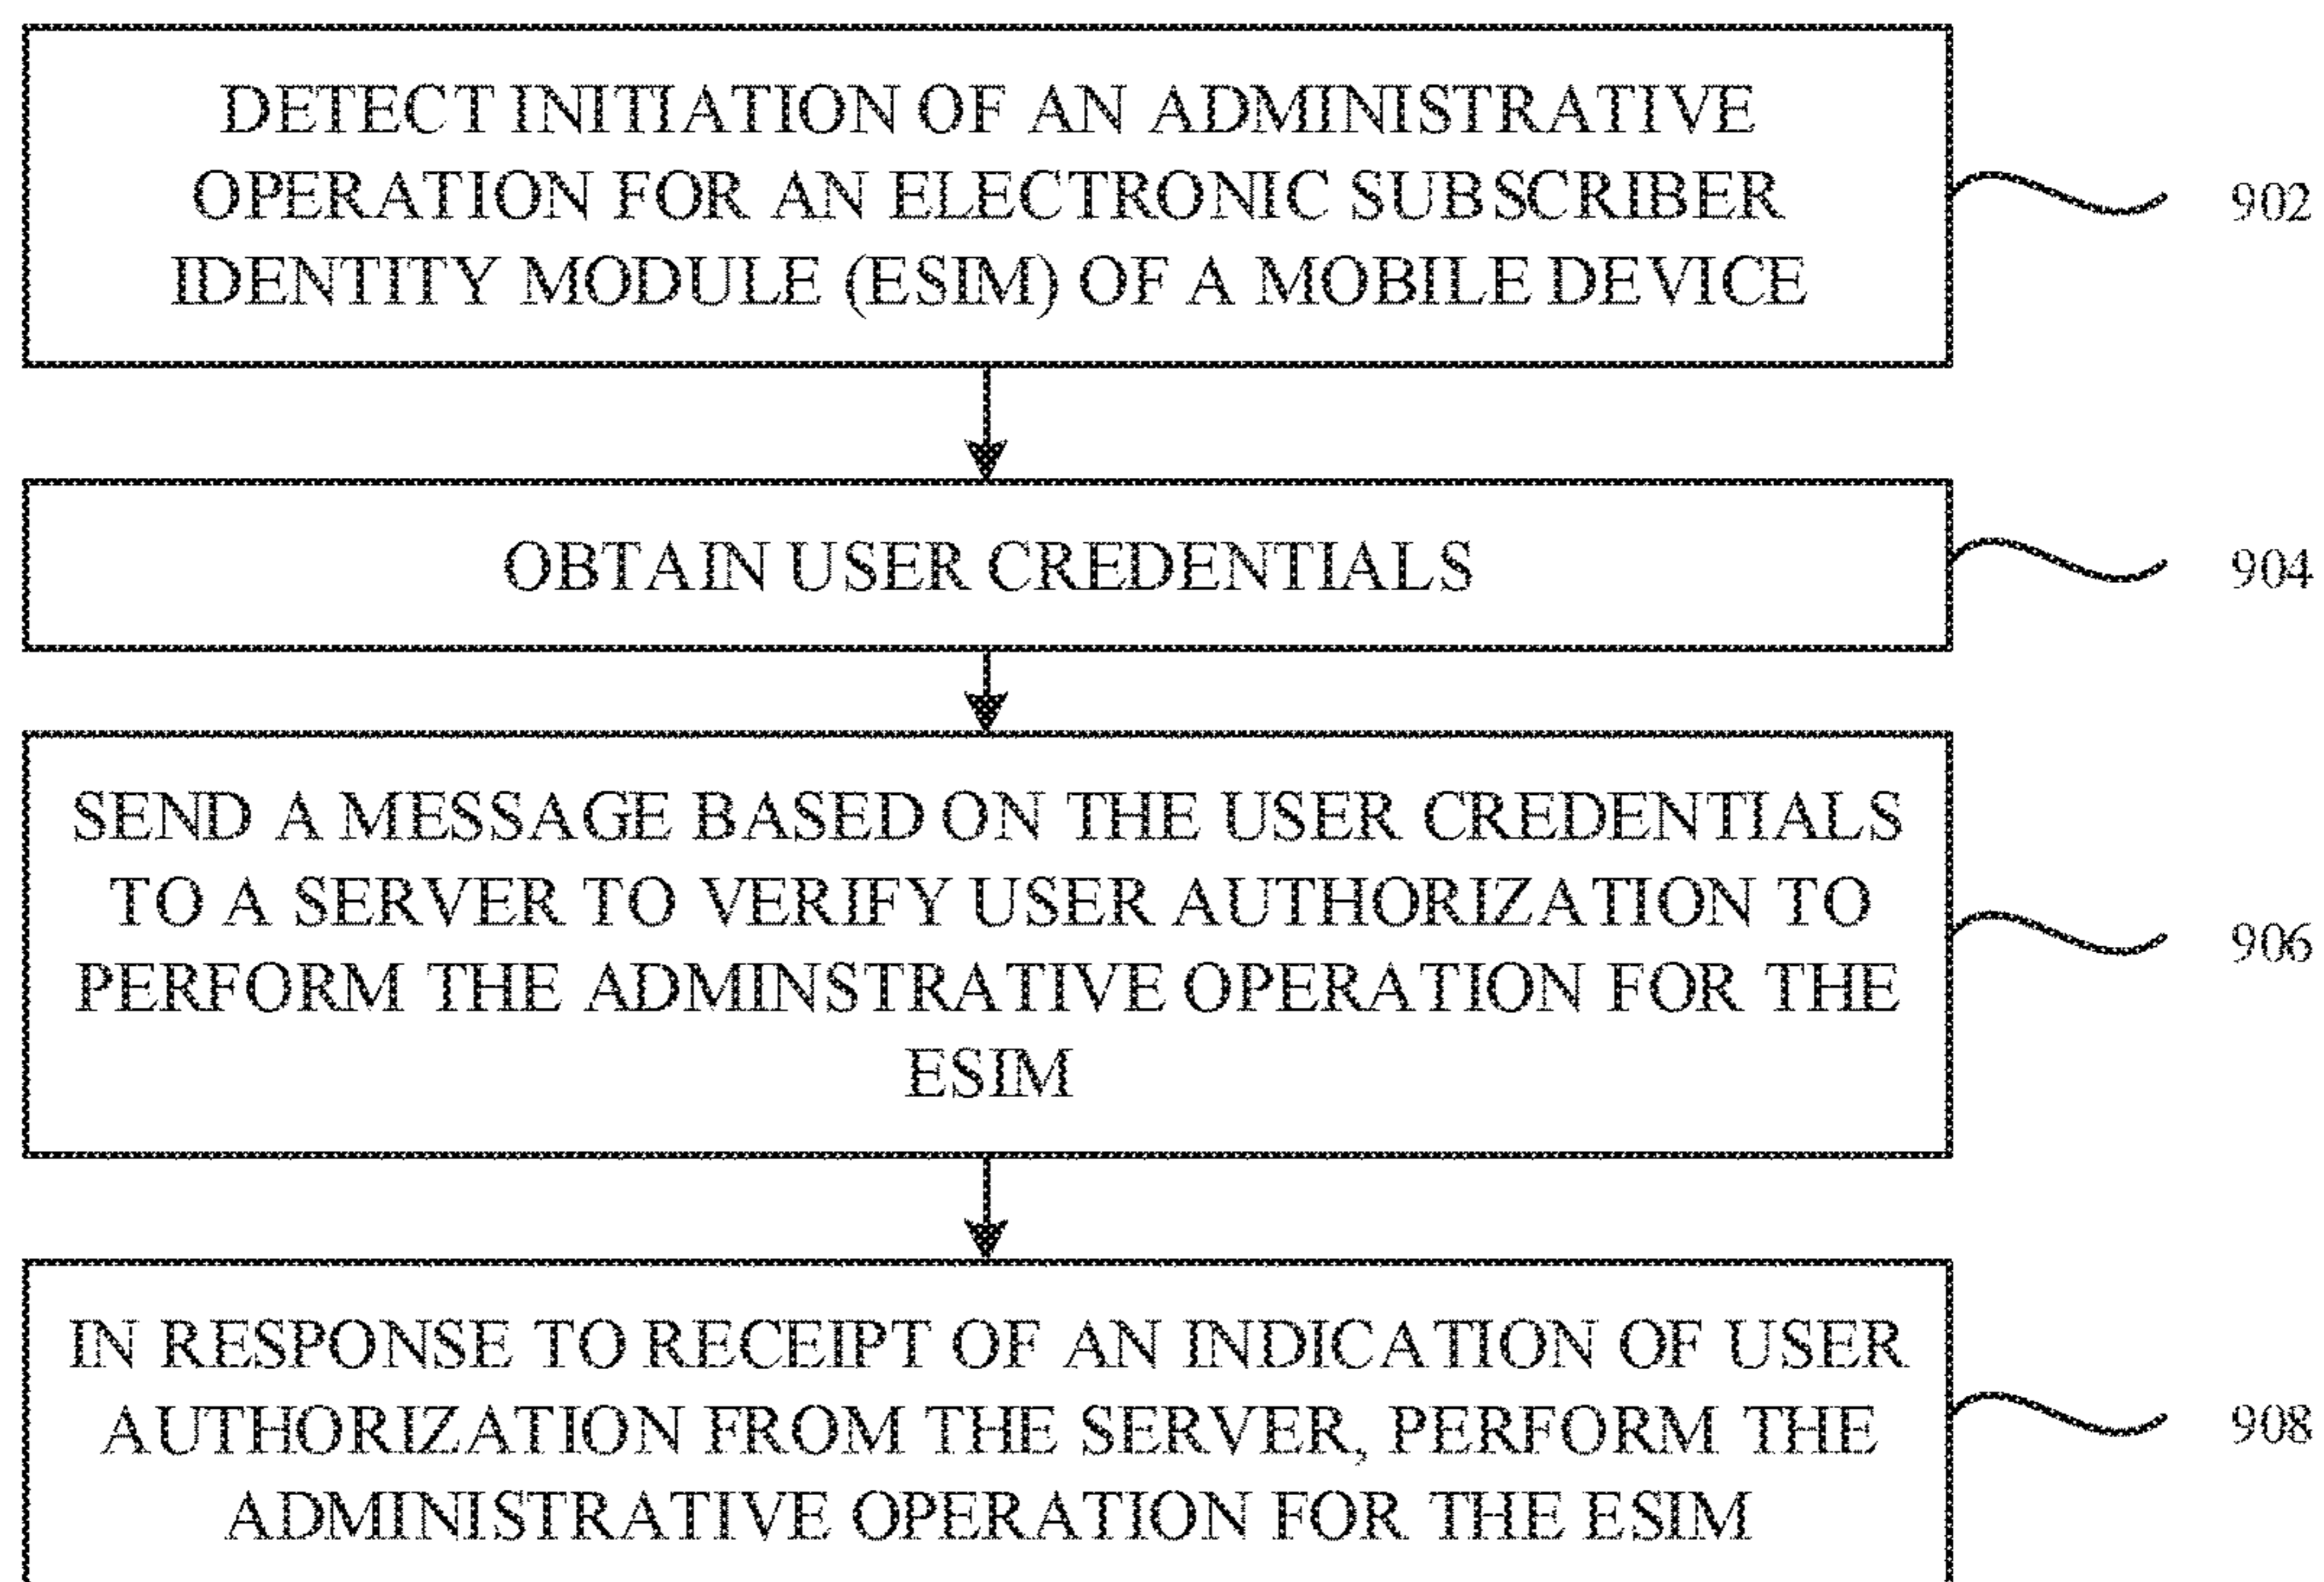 DETECT INITIATION OF AN ADMINISTRATIVE
OPERATION FOR AN ELECTRONIC SUBSCRIBER
IDENTITY MODULE (ESIM) OF A MOBILE DEVICE
902
OBTAIN USER CREDENTIALS
904
SEND A MESSAGE BASED ON THE USER CREDENTIALS
TO A SERVER TO VERIFY USER AUTHORIZATION TO
PERFORM THE ADMINSTRATIVE OPERATION FOR THE
ESIM
906
IN RESPONSE TO RECEIPT OF AN INDICATION OF USER
AUTHORIZATION FROM THE SERVER, PERFORM THE
ADMINISTRATIVE OPERATION FOR THE ESIM
908